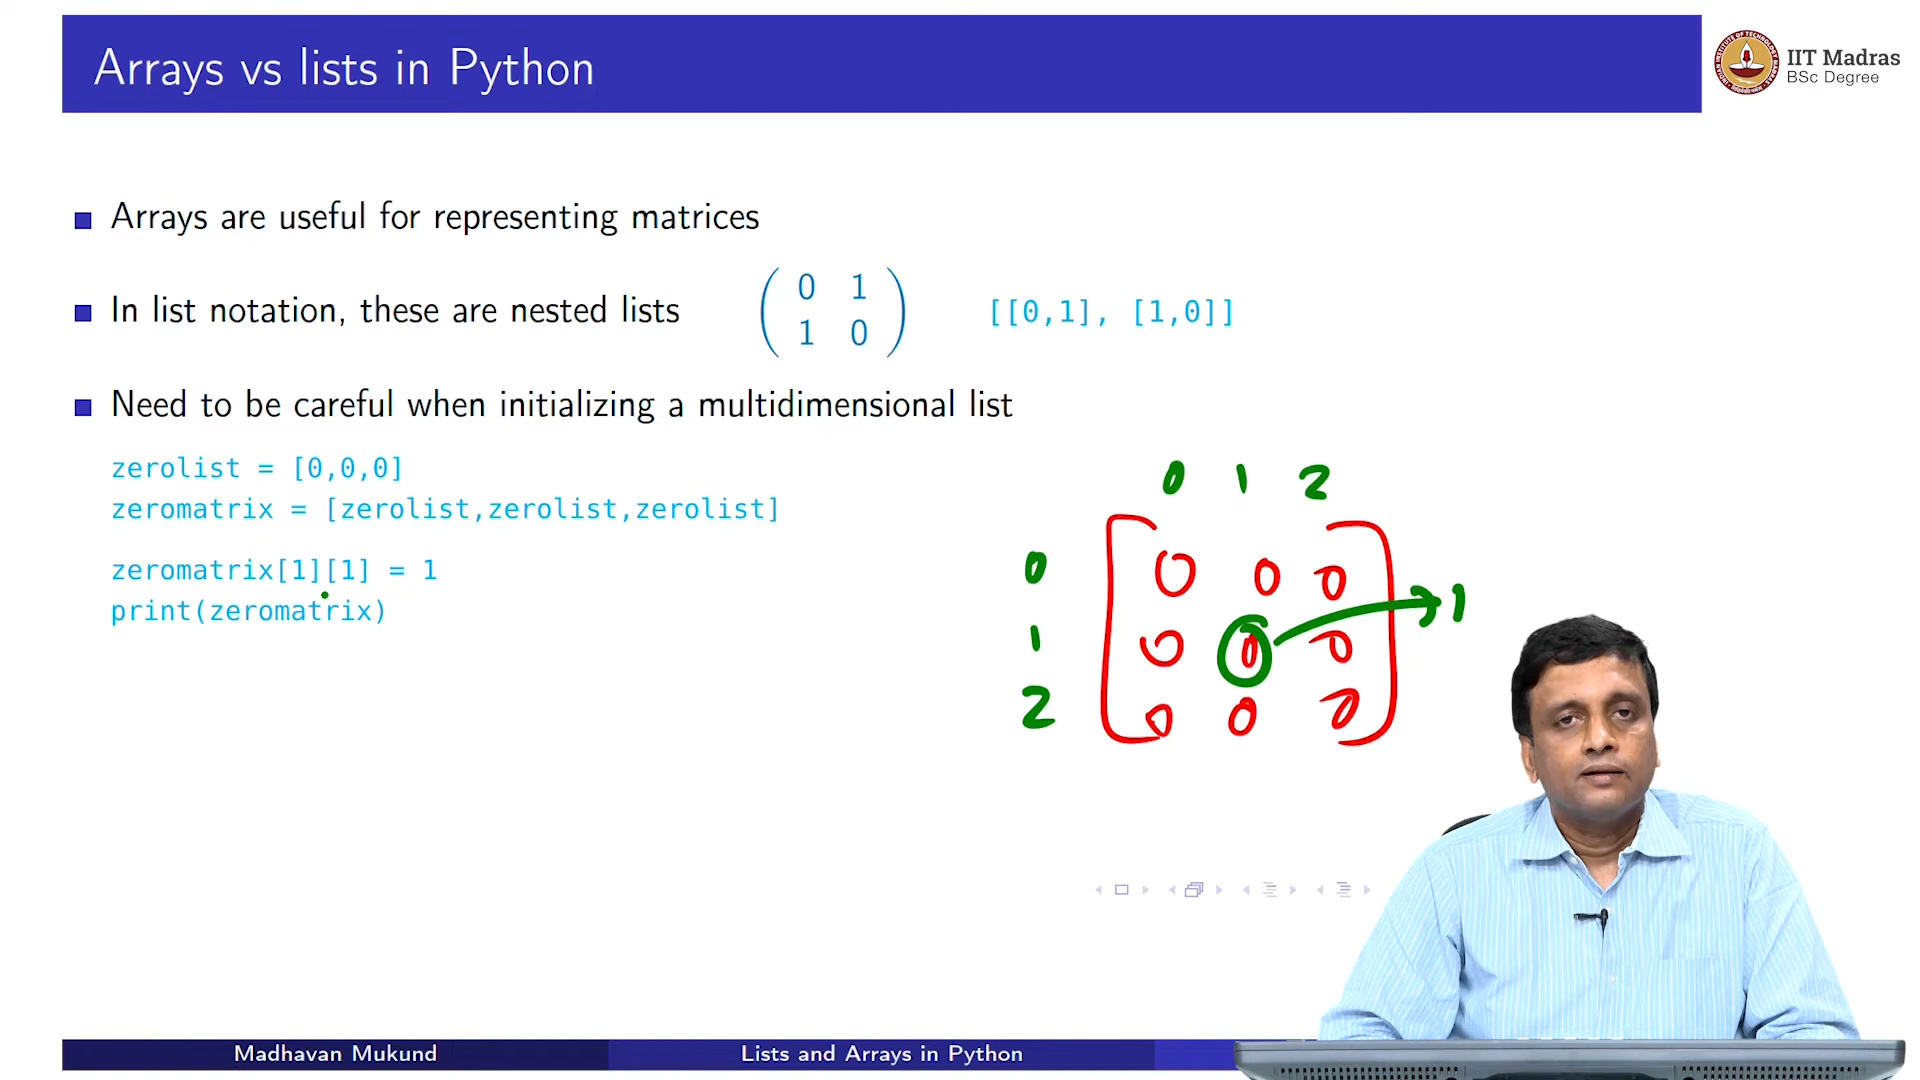 Arrays vs lists in Python
IIT Madras
BSc Degree
Arrays are useful for representing matrices
In list notation, these are nested lists
0 1
1 0
[[0,1], [1,0]]
Need to be careful when initializing a multidimensional list
zerolist = [0,0,0]
zeromatrix = [zerolist,zerolist,zerolist]
zeromatrix[1][1] = 1
print(zeromatrix)
0 1 2
0 0 0 0
1 0 0 0 1
2 0 0 0
Madhavan Mukund
Lists and Arrays in Python